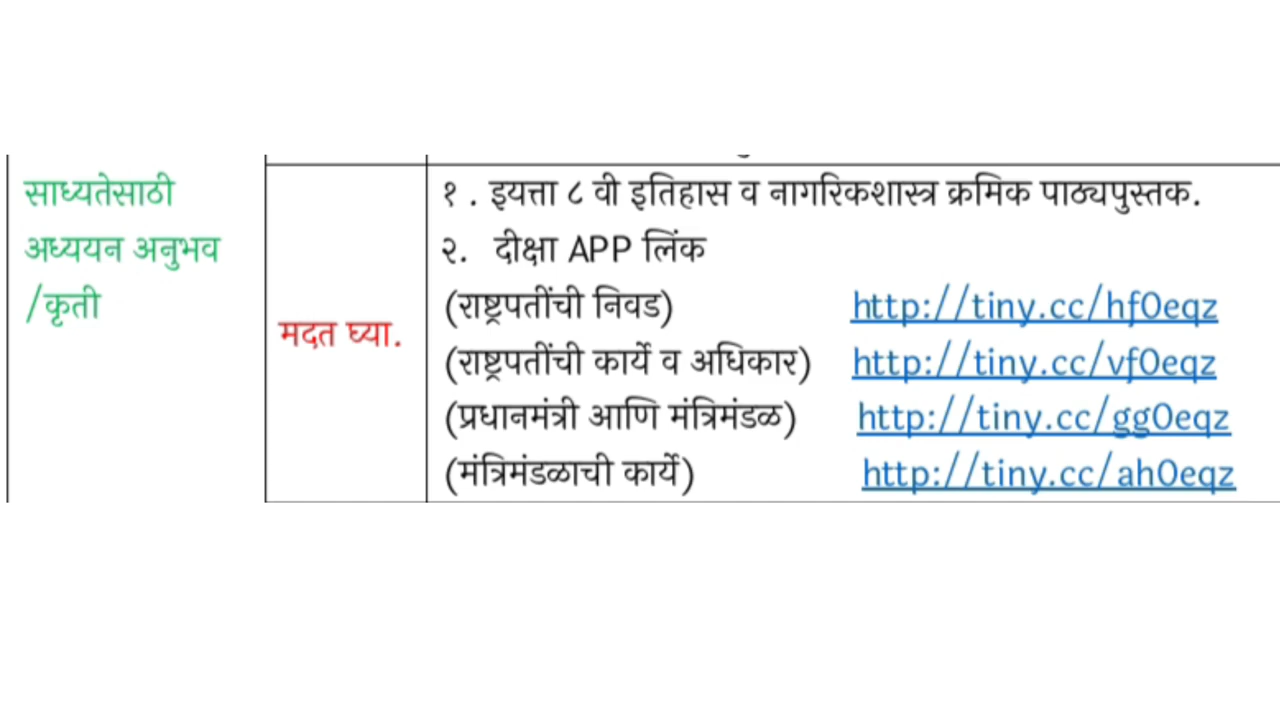 साध्यतेसाठी
अध्ययन अनुभव
/कृती
मदत घ्या.
१ . इयत्ता ८ वी इतिहास व नागरिकशास्त्र क्रमिक पाठ्यपुस्तक.
२. दीक्षा APP लिंक
(राष्ट्रपतींची निवड) http://tiny.cc/hf0eqz
(राष्ट्रपतींची कार्ये व अधिकार) http://tiny.cc/vf0eqz
(प्रधानमंत्री आणि मंत्रिमंडळ) http://tiny.cc/gg0eqz
(मंत्रिमंडळाची कार्ये) http://tiny.cc/ah0eqz